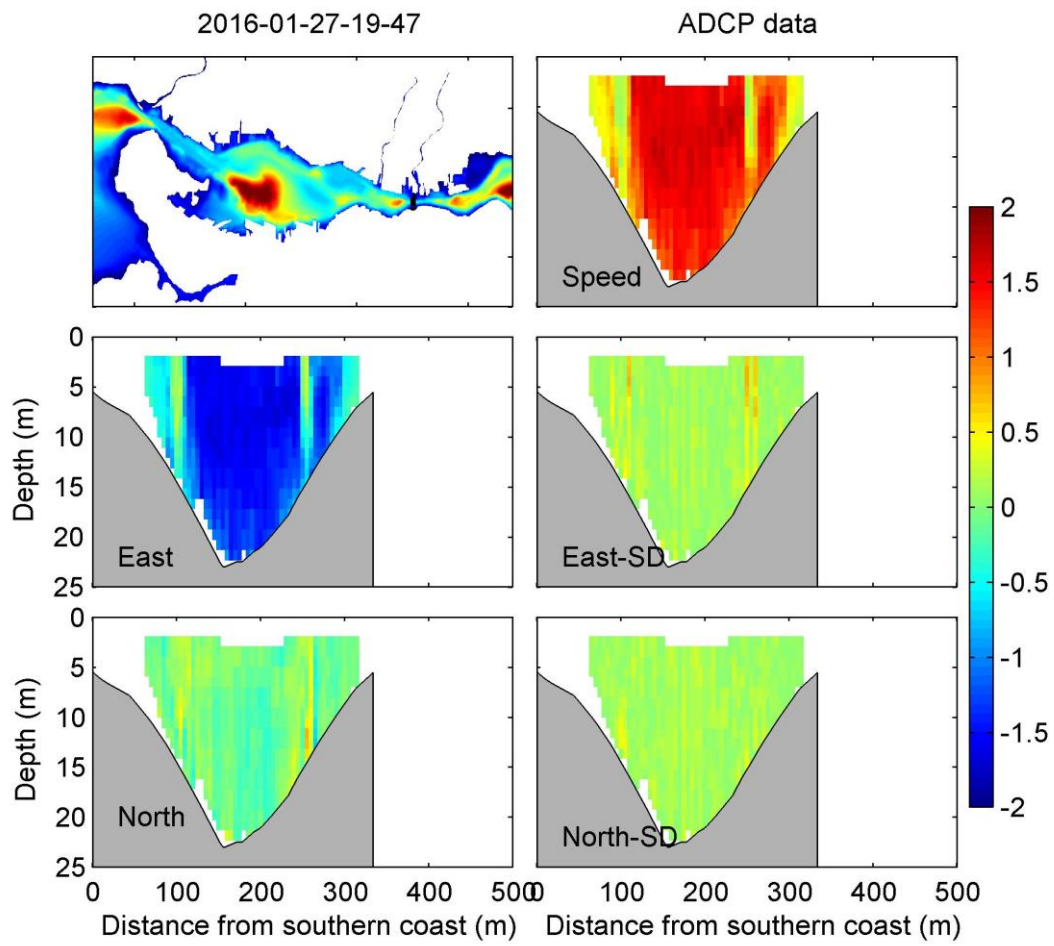 2016-01-27-19-47
ADCP data
Speed
2
1.5
1
0.5
0
-0.5
-1
-1.5
-2
0
5
10
15
20
25
Depth (m)
East
East-SD
0
5
10
15
20
25
Depth (m)
North
North-SD
0 100 200 300 400 500
0 100 200 300 400 500
Distance from southern coast (m)
Distance from southern coast (m)